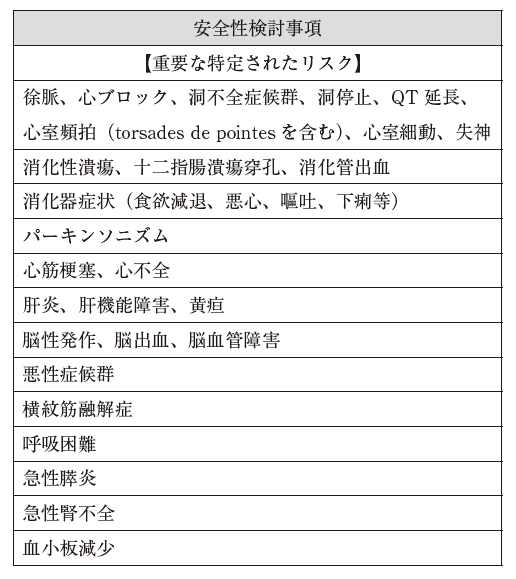 安全性検討事項
【重要な特定されたリスク】
徐脈、心ブロック、洞不全症候群、洞停止、QT 延長、
心室頻拍（torsades de pointes を含む）、心室細動、失神
消化性潰瘍、十二指腸潰瘍穿孔、消化管出血
消化器症状（食欲減退、悪心、嘔吐、下痢等）
パーキンソニズム
心筋梗塞、心不全
肝炎、肝機能障害、黄疸
脳性発作、脳出血、脳血管障害
悪性症候群
横紋筋融解症
呼吸困難
急性膵炎
急性腎不全
血小板減少